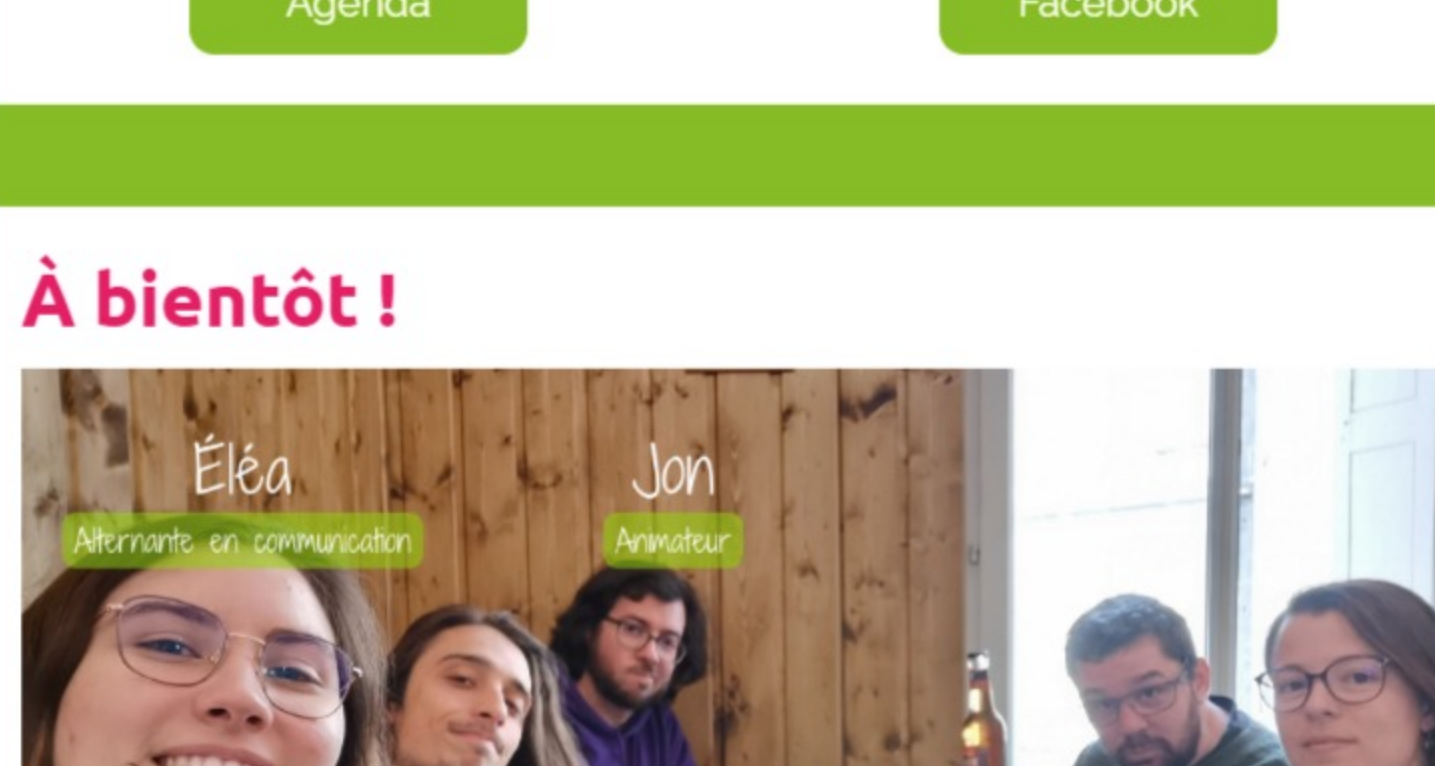 Agenda
Facebook
À bientôt !
Éléa
Jon
Alternante en communication
Animateur